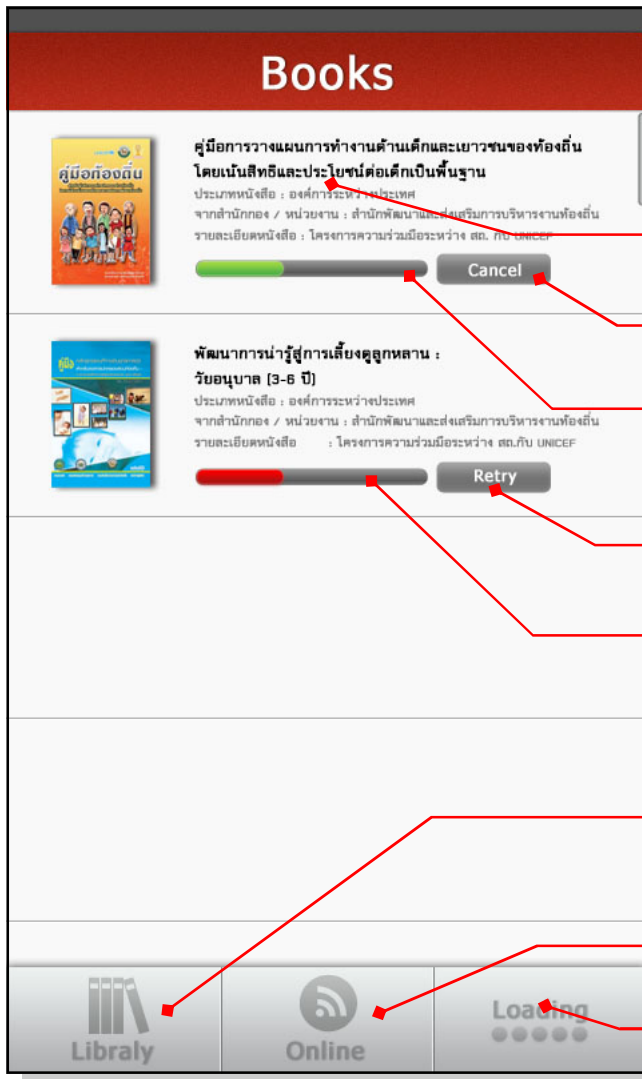 Books
คู่มือท้องถิ่น
คู่มือการวางแผนการทำงานด้านเด็กและเยาวชนของท้องถิ่น
โดยเน้นสิทธิและประโยชน์ต่อเด็กเป็นพื้นฐาน
ประเภทหนังสือ : องค์การระหว่างประเทศ
จากสำนักกอง / หน่วยงาน : สำนักพัฒนาและส่งเสริมการบริหารงานท้องถิ่น
รายละเอียดหนังสือ : โครงการความร่วมมือระหว่าง สถ. กับ UNICEF
Cancel
คู่มือ
พัฒนาการน่ารู้สู่การเลี้ยงดูลูกหลาน :
วัยอนุบาล (3-6 ปี)
ประเภทหนังสือ : องค์การระหว่างประเทศ
จากสำนักกอง / หน่วยงาน : สำนักพัฒนาและส่งเสริมการบริหารงานท้องถิ่น
รายละเอียดหนังสือ : โครงการความร่วมมือระหว่าง สถ.กับ UNICEF
Retry
Libraly
Online
Loading